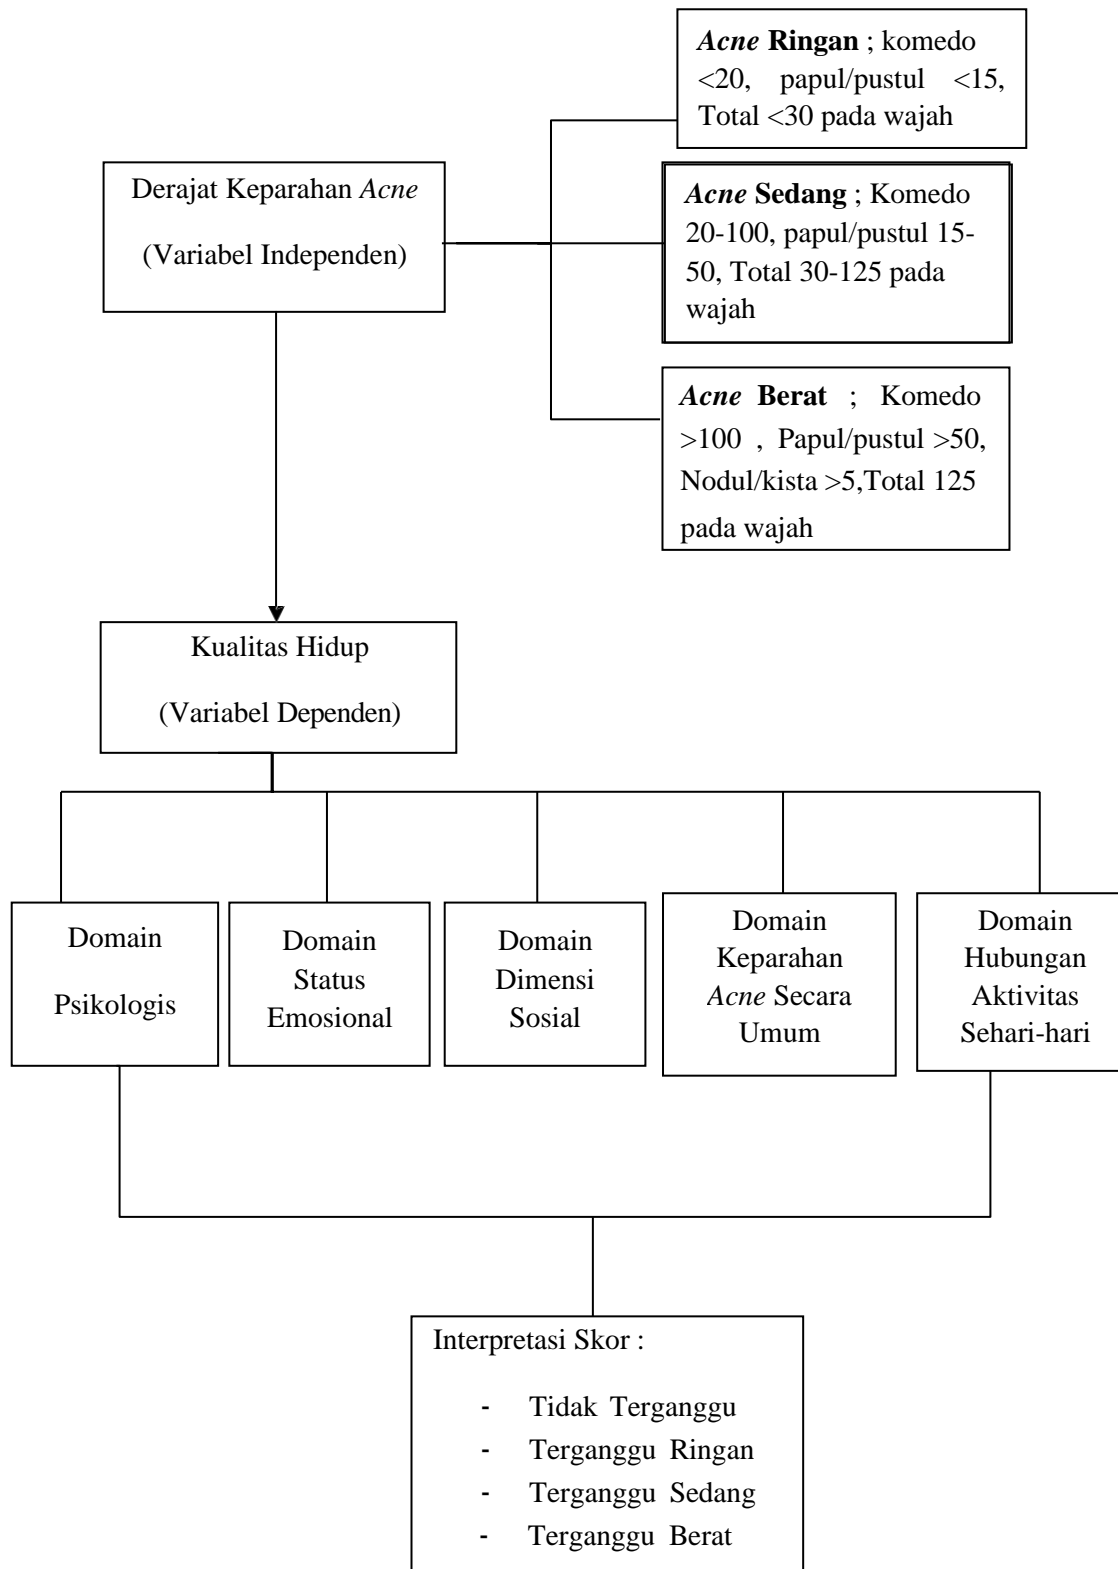 Acne Ringan ; komedo
<20, papul/pustul <15,
Total <30 pada wajah
Derajat Keparahan Acne
(Variabel Independen)
Acne Sedang ; Komedo
20-100, papul/pustul 15-
50, Total 30-125 pada
wajah
Acne Berat ; Komedo
>100 , Papul/pustul >50,
Nodul/kista >5,Total 125
pada wajah
Kualitas Hidup
(Variabel Dependen)
Domain
Psikologis
Domain
Status
Emosional
Domain
Dimensi
Sosial
Domain
Keparahan
Acne Secara
Umum
Domain
Hubungan
Aktivitas
Sehari-hari
Interpretasi Skor :
- Tidak Terganggu
- Terganggu Ringan
- Terganggu Sedang
- Terganggu Berat